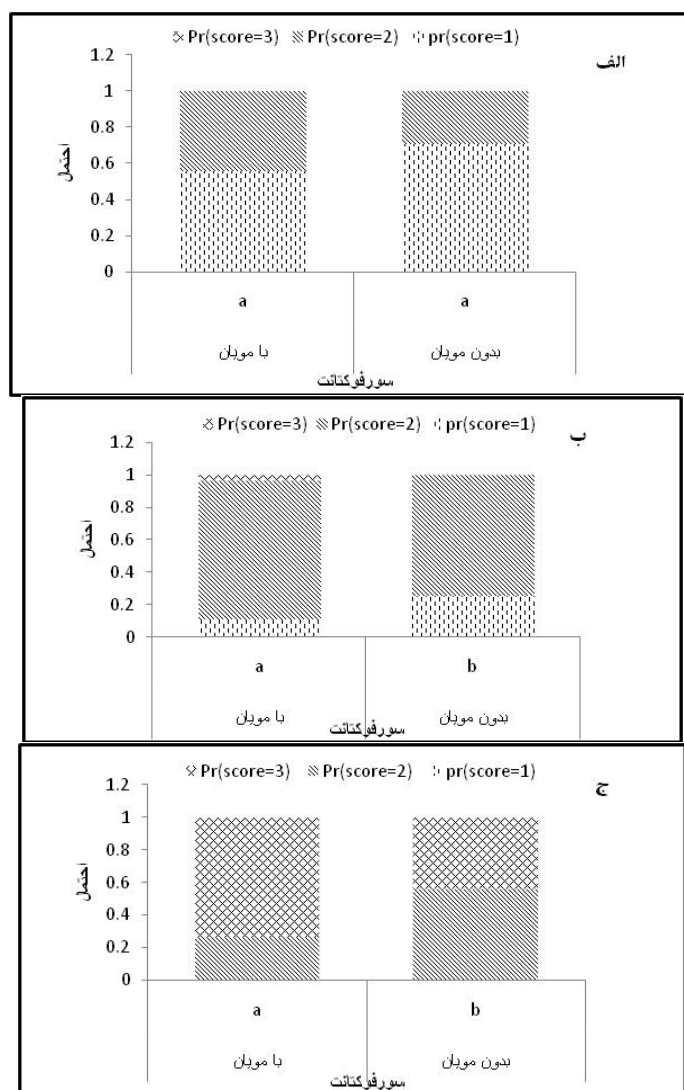 Pr(score=3) Pr(score=2) pr(score=1)
الف
1.2
1
0.8
0.6
0.4
0.2
0
احتمل
a a
با مویان بدون مویان
سورفوکتانت
Pr(score=3) Pr(score=2) pr(score=1)
ب
1.2
1
0.8
0.6
0.4
0.2
0
احتمل
a b
با مویان بدون مویان
سورفوکتانت
Pr(score=3) Pr(score=2) pr(score=1)
ج
1.2
1
0.8
0.6
0.4
0.2
0
احتمل
a b
با مویان بدون مویان
سورفوکتانت